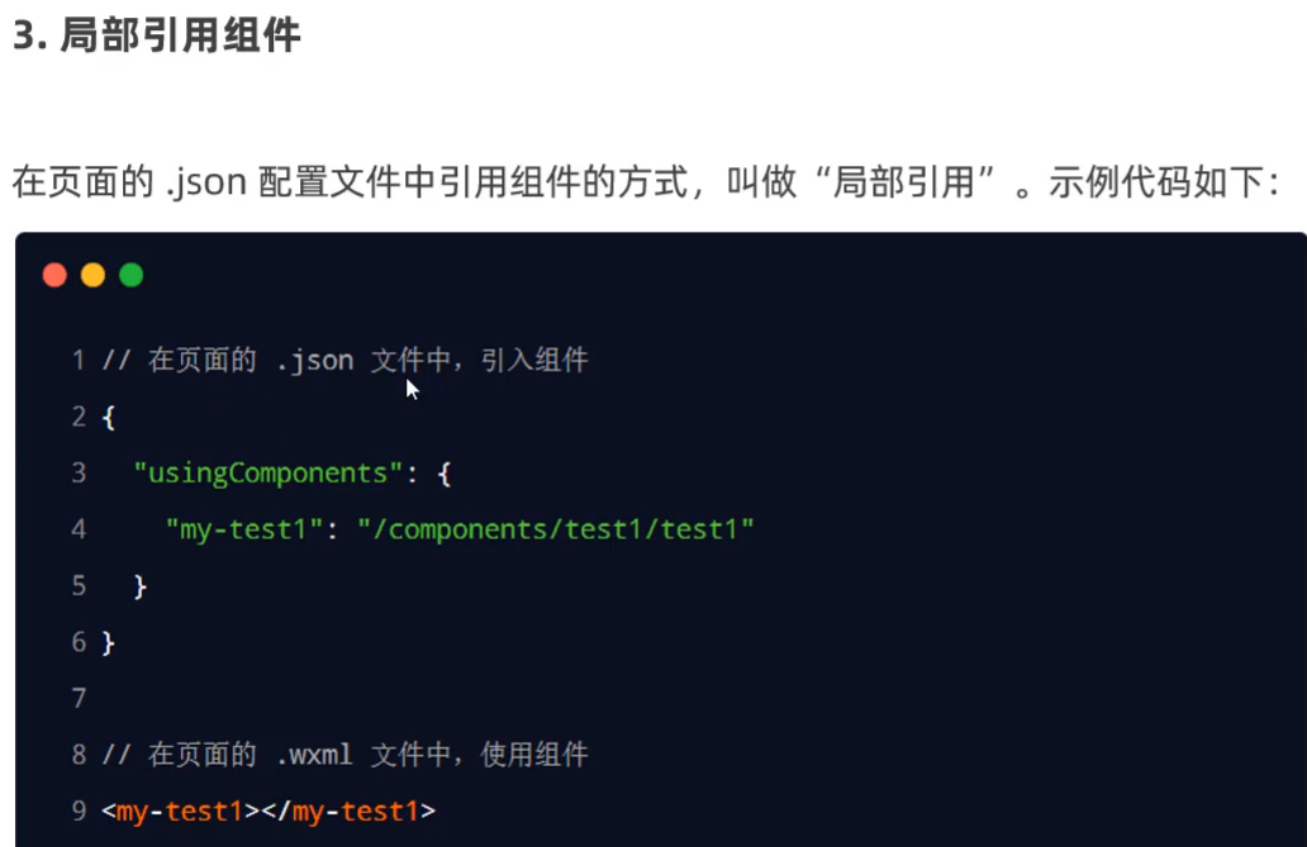 3. 局部引用组件
在页面的 .json 配置文件中引用组件的方式，叫做“局部引用”。示例代码如下：
1 // 在页面的 .json 文件中，引入组件
2 {
3   "usingComponents": {
4     "my-test1": "/components/test1/test1"
5   }
6 }
7
8 // 在页面的 .wxml 文件中，使用组件
9 <my-test1></my-test1>